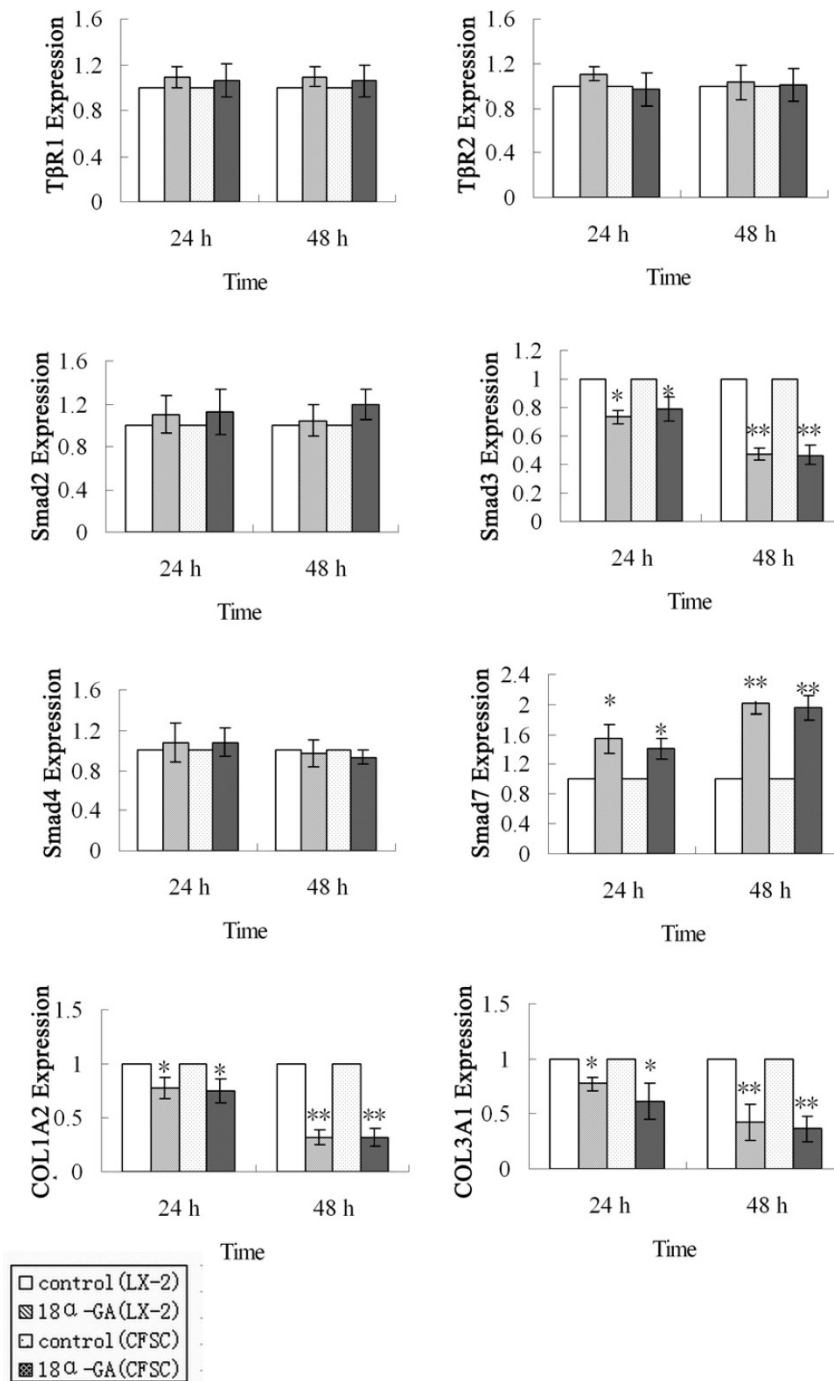 TβR1 Expression
1.6
1.2
0.8
0.4
0
24 h
48 h
Time
TβR2 Expression
1.6
1.2
0.8
0.4
0
24 h
48 h
Time
Smad2 Expression
1.6
1.2
0.8
0.4
0
24 h
48 h
Time
Smad3 Expression
1.2
1
0.8
0.6
0.4
0.2
0
*
*
**
**
24 h
48 h
Time
Smad4 Expression
1.6
1.2
0.8
0.4
0
24 h
48 h
Time
Smad7 Expression
2.4
2
1.6
1.2
0.8
0.4
0
*
*
**
**
24 h
48 h
Time
COL1A2 Expression
1.5
1
0.5
0
*
*
**
**
24 h
48 h
Time
COL3A1 Expression
1.5
1
0.5
0
*
*
**
**
24 h
48 h
Time
control(LX-2)
18α-GA(LX-2)
control(CFSC)
18α-GA(CFSC)